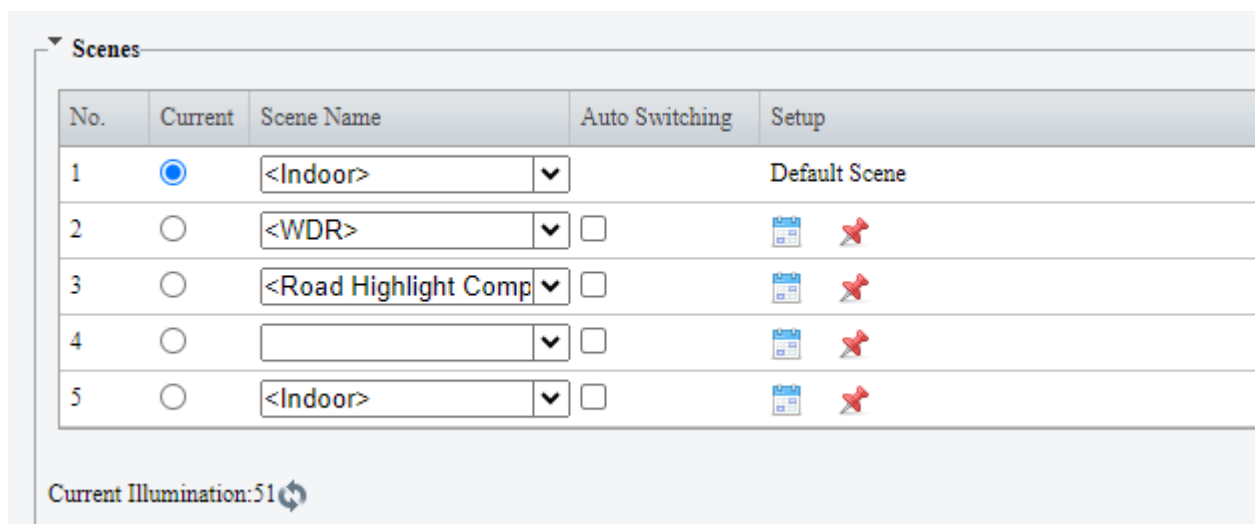 Scenes
No. Current Scene Name Auto Switching Setup
1 <Indoor> Default Scene
2 <WDR>
3 <Road Highlight Comp
4
5 <Indoor>
Current Illumination:51